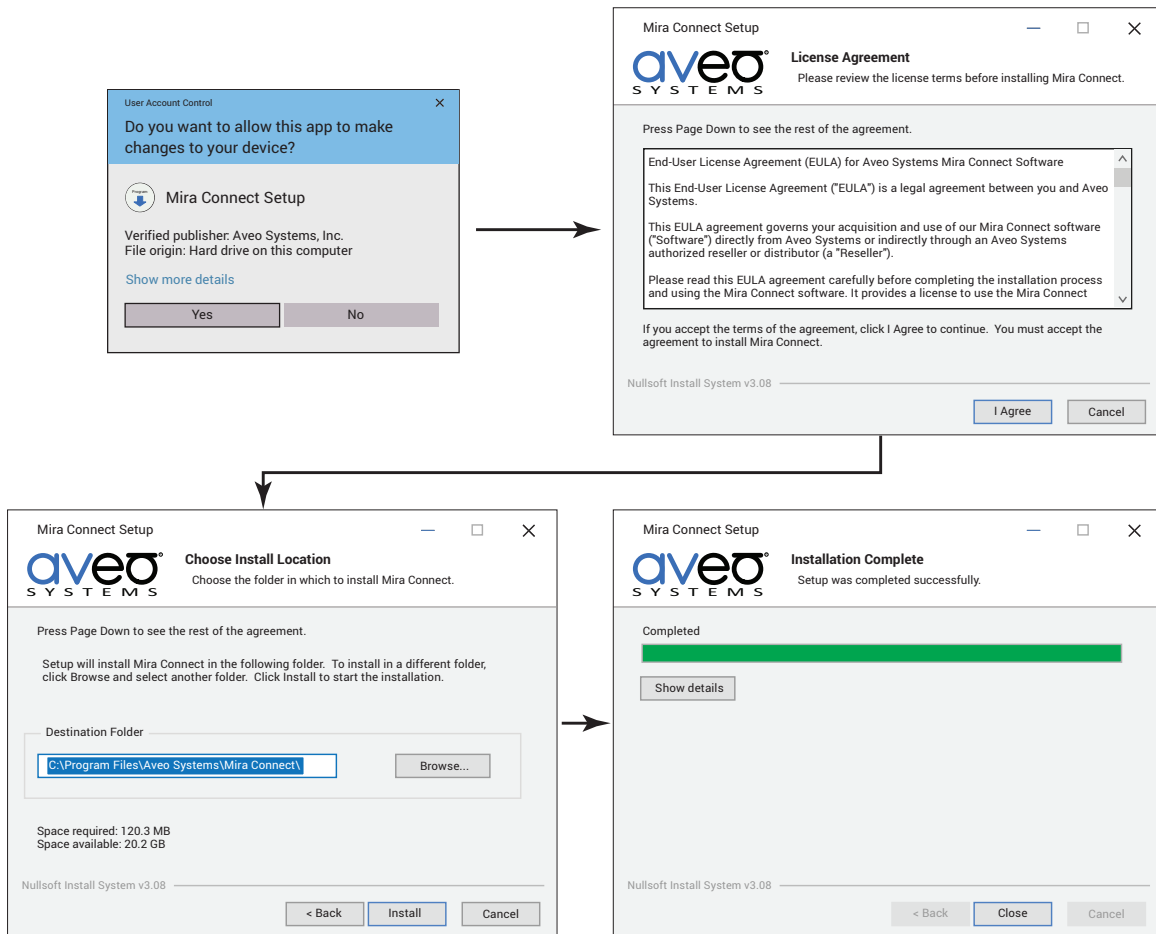 User Account Control
Do you want to allow this app to make
changes to your device?
Program
Mira Connect Setup
Verified publisher: Aveo Systems, Inc.
File origin: Hard drive on this computer
Show more details
Yes
No
Mira Connect Setup
aveo
SYSTEMS
License Agreement
Please review the license terms before installing Mira Connect.
Press Page Down to see the rest of the agreement.
End-User License Agreement (EULA) for Aveo Systems Mira Connect Software
This End-User License Agreement ("EULA") is a legal agreement between you and Aveo
Systems.
This EULA agreement governs your acquisition and use of our Mira Connect software
("Software") directly from Aveo Systems or indirectly through an Aveo Systems
authorized reseller or distributor (a "Reseller").
Please read this EULA agreement carefully before completing the installation process
and using the Mira Connect software. It provides a license to use the Mira Connect
If you accept the terms of the agreement, click I Agree to continue. You must accept the
agreement to install Mira Connect.
Nullsoft Install System v3.08
I Agree
Cancel
Mira Connect Setup
aveo
SYSTEMS
Choose Install Location
Choose the folder in which to install Mira Connect.
Press Page Down to see the rest of the agreement.
Setup will install Mira Connect in the following folder. To install in a different folder,
click Browse and select another folder. Click Install to start the installation.
Destination Folder
C:\Program Files\Aveo Systems\Mira Connect\
Browse...
Space required: 120.3 MB
Space available: 20.2 GB
Nullsoft Install System v3.08
< Back
Install
Cancel
Mira Connect Setup
aveo
SYSTEMS
Installation Complete
Setup was completed successfully.
Completed
Show details
Nullsoft Install System v3.08
< Back
Close
Cancel